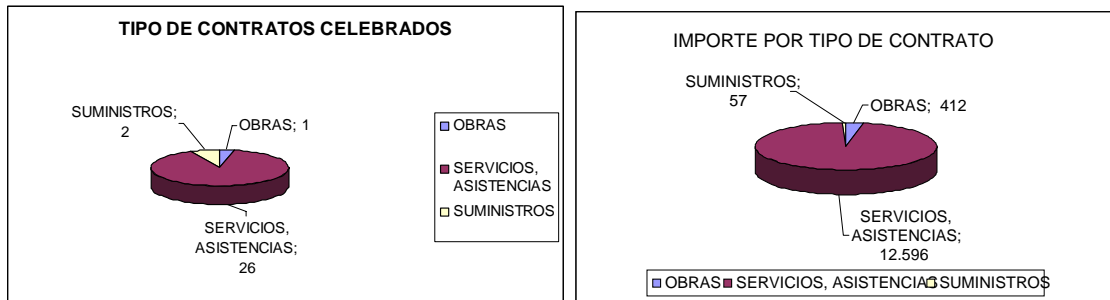 TIPO DE CONTRATOS CELEBRADOS
SUMINISTROS;
2
OBRAS; 1
SERVICIOS,
ASISTENCIAS;
26
OBRAS
SERVICIOS,
ASISTENCIAS
SUMINISTROS
IMPORTE POR TIPO DE CONTRATO
SUMINISTROS;
57
OBRAS; 412
SERVICIOS,
ASISTENCIAS;
12.596
OBRAS SERVICIOS, ASISTENCIAS SUMINISTROS